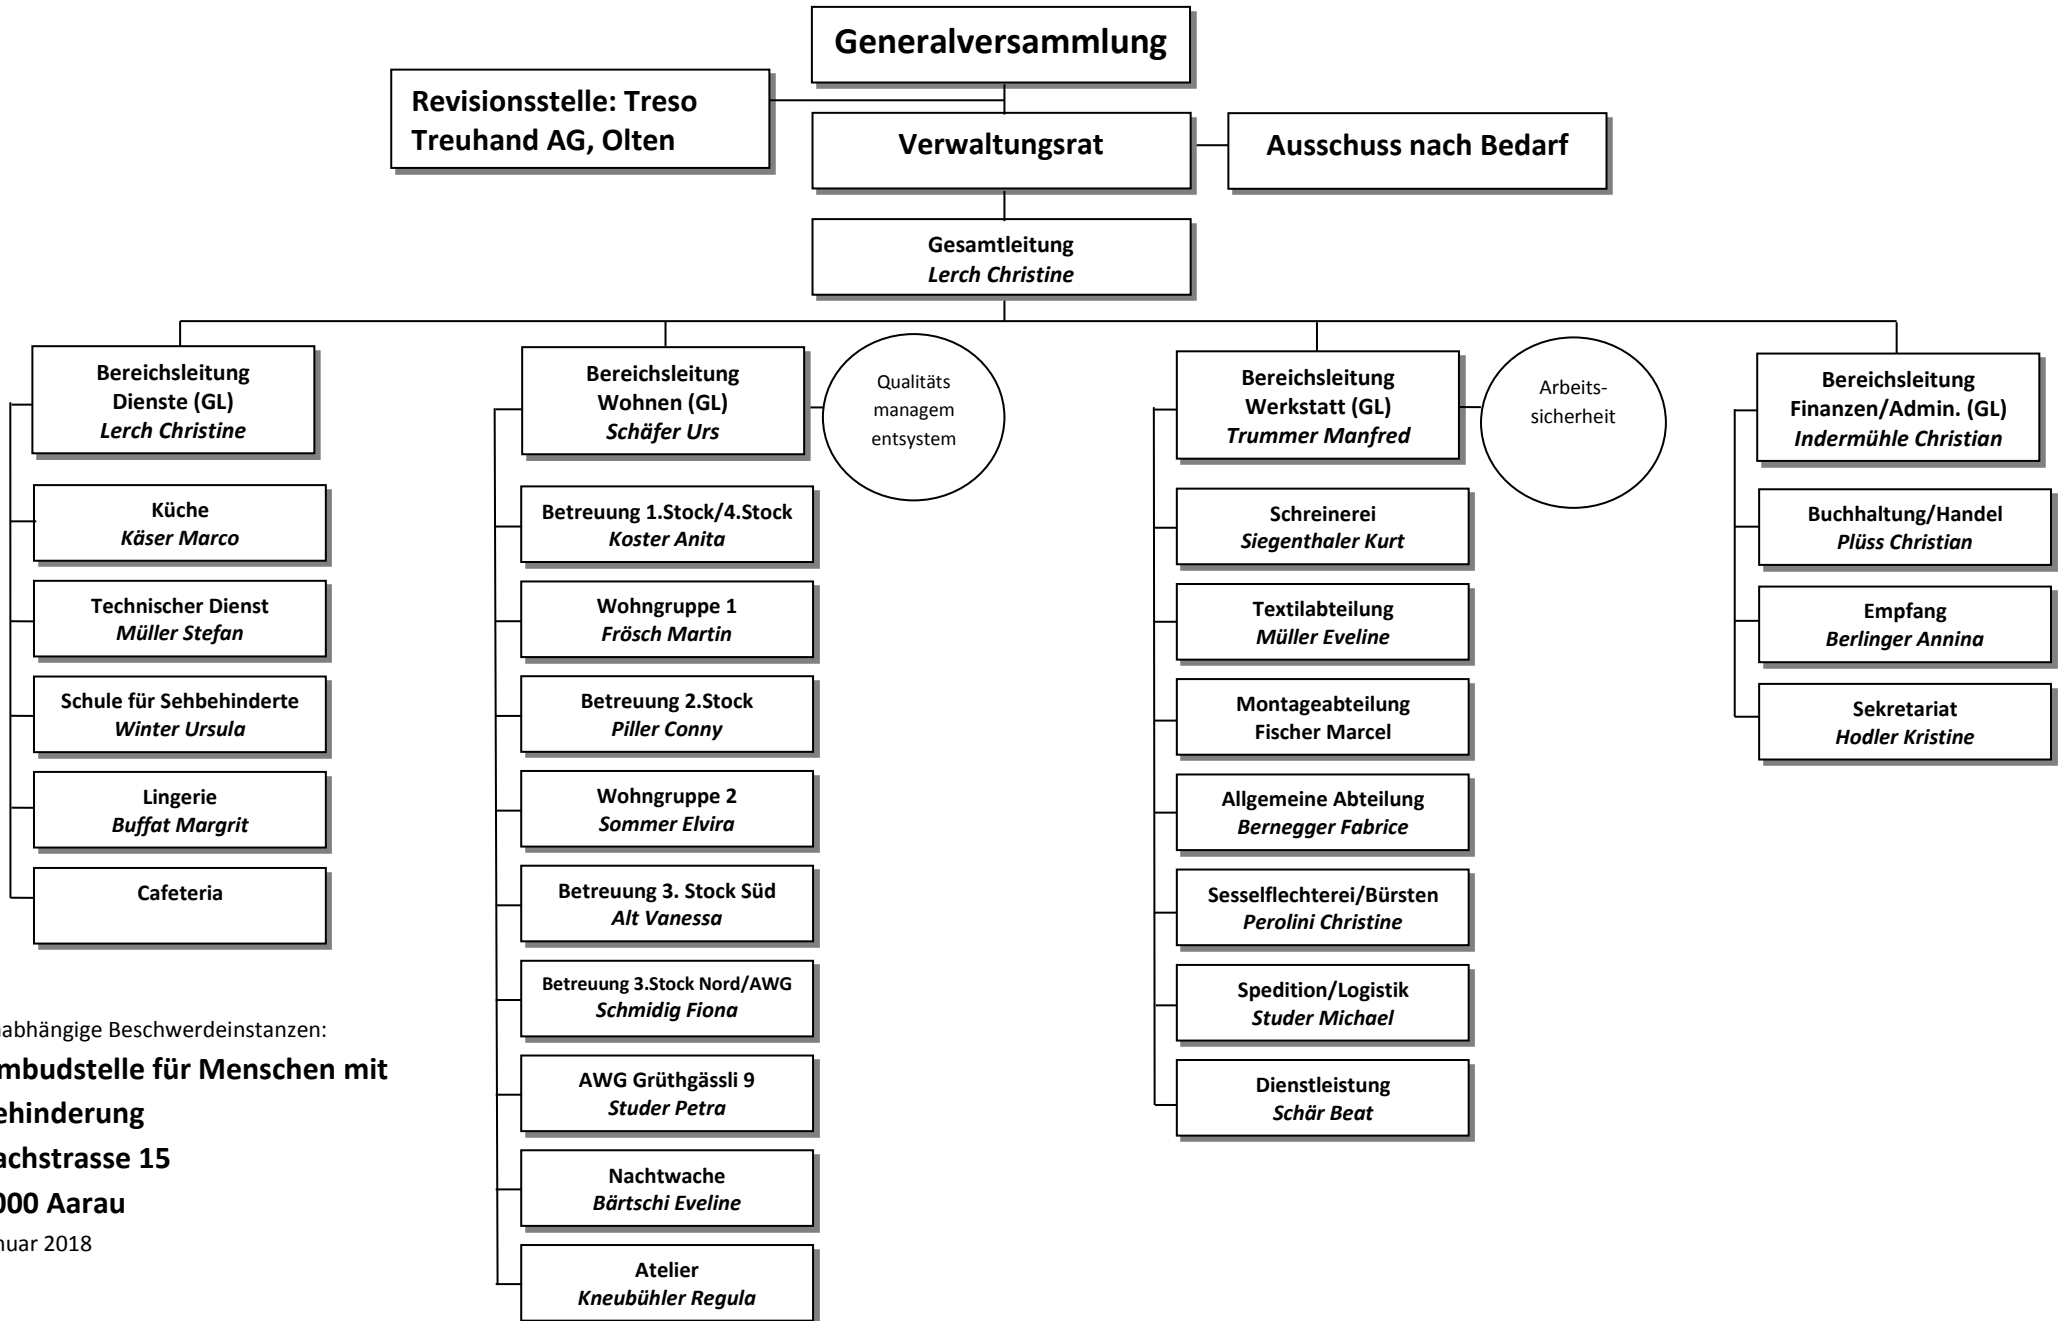 Generalversammlung
Revisionsstelle: Treso
Treuhand AG, Olten
Verwaltungsrat
Ausschuss nach Bedarf
Gesamtleitung
Lerch Christine
Bereichsleitung
Dienste (GL)
Lerch Christine
Küche
Käser Marco
Technischer Dienst
Müller Stefan
Schule für Sehbehinderte
Winter Ursula
Lingerie
Buffat Margrit
Cafeteria
Bereichsleitung
Wohnen (GL)
Schäfer Urs
Qualitäts
managem
entsystem
Betreuung 1.Stock/4.Stock
Koster Anita
Wohngruppe 1
Frösch Martin
Betreuung 2.Stock
Piller Conny
Wohngruppe 2
Sommer Elvira
Betreuung 3. Stock Süd
Alt Vanessa
Betreuung 3.Stock Nord/AWG
Schmidig Fiona
AWG Grüthgässli 9
Studer Petra
Nachtwache
Bärtschi Eveline
Atelier
Kneubühler Regula
Bereichsleitung
Werkstatt (GL)
Trummer Manfred
Arbeits-
sicherheit
Schreinerei
Siegenthaler Kurt
Textilabteilung
Müller Eveline
Montageabteilung
Fischer Marcel
Allgemeine Abteilung
Bernegger Fabrice
Sesselflechterei/Bürsten
Perolini Christine
Spedition/Logistik
Studer Michael
Dienstleistung
Schär Beat
Bereichsleitung
Finanzen/Admin. (GL)
Indermühle Christian
Buchhaltung/Handel
Plüss Christian
Empfang
Berlinger Annina
Sekretariat
Hodler Kristine
abhängige Beschwerdeinstanzen:
mbudstelle für Menschen mit
ehinderung
achstrasse 15
000 Aarau
nuar 2018